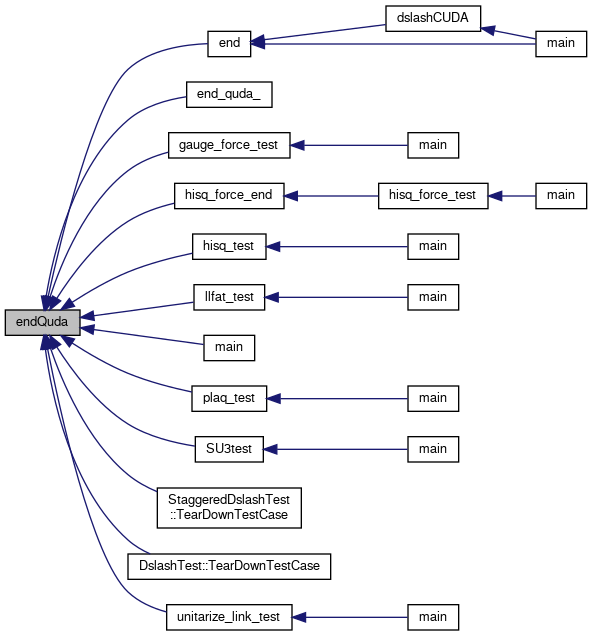 dslashCUDA
end
main
end_quda_
gauge_force_test
main
hisq_force_end
hisq_force_test
main
hisq_test
main
llfat_test
main
endQuda
main
plaq_test
main
SU3test
main
StaggeredDslashTest
::TearDownTestCase
DslashTest::TearDownTestCase
unitarize_link_test
main